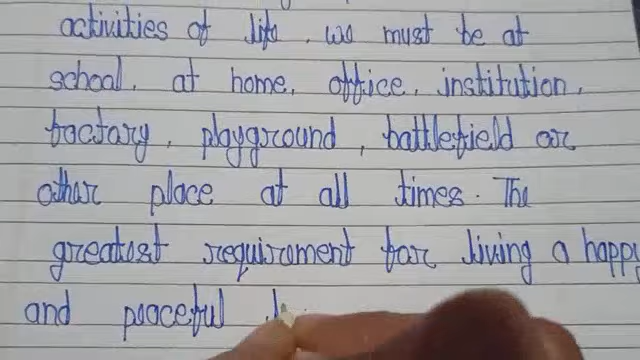 activities of life, we must be at
school, at home, office, institution,
factory, playground, battlefield or
other place at all times. The
greatest requirement for living a happy
and peaceful